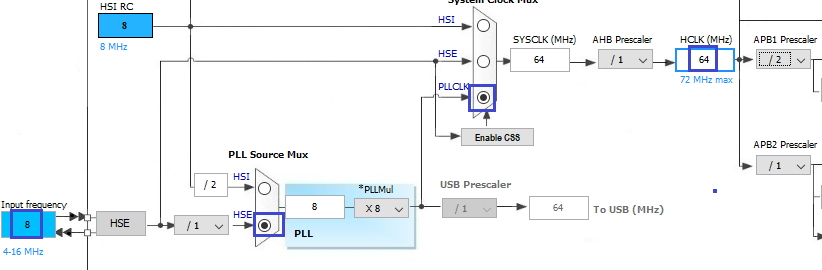 System Clock Mux
HSI RC
8
8 MHz
HSI
HSE
PLLCLK
SYSCLK (MHz)
64
AHB Prescaler
/ 1
HCLK (MHz)
64
72 MHz max
APB1 Prescaler
/ 2
Enable CSS
APB2 Prescaler
/ 1
PLL Source Mux
/ 2
HSI
HSE
Input frequency
8
4-16 MHz
HSE
/ 1
8
*PLLMul
X 8
PLL
USB Prescaler
/ 1
64
To USB (MHz)